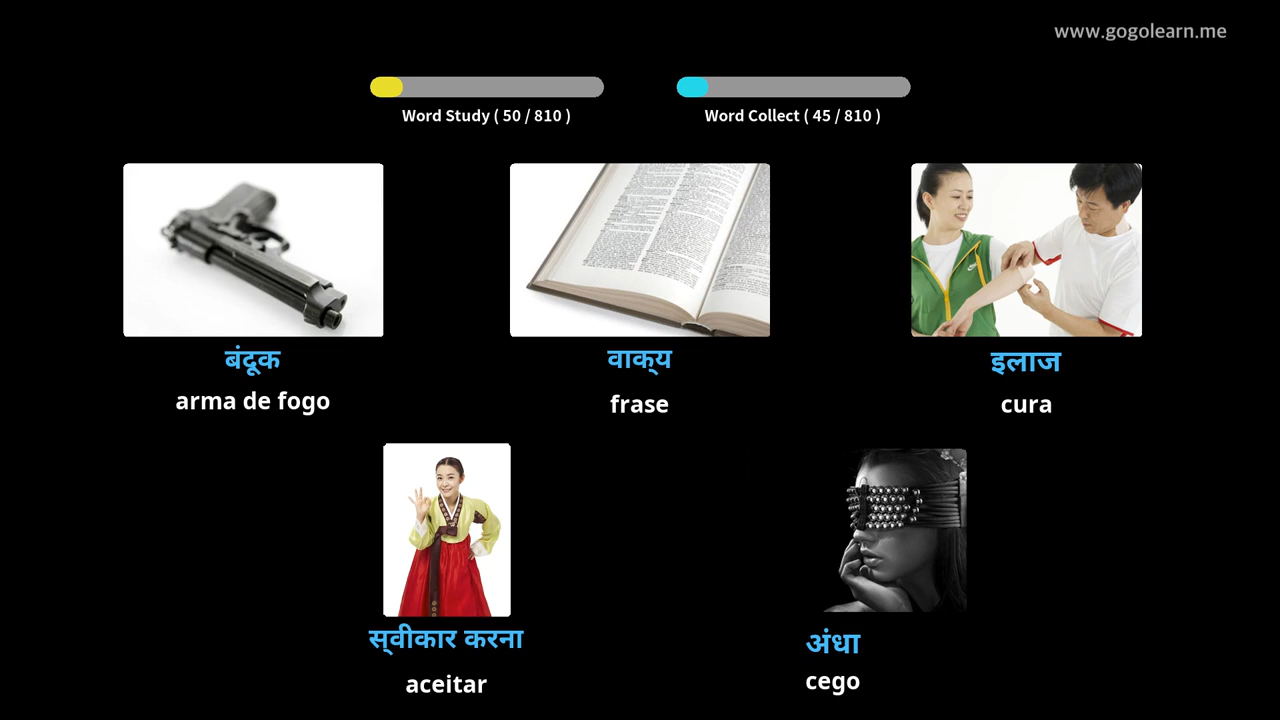 www.gogolearn.me
Word Study ( 50 / 810 )
Word Collect ( 45 / 810 )
बंदूक
arma de fogo
वाक्य
frase
इलाज
cura
स्वीकार करना
aceitar
अंधा
cego